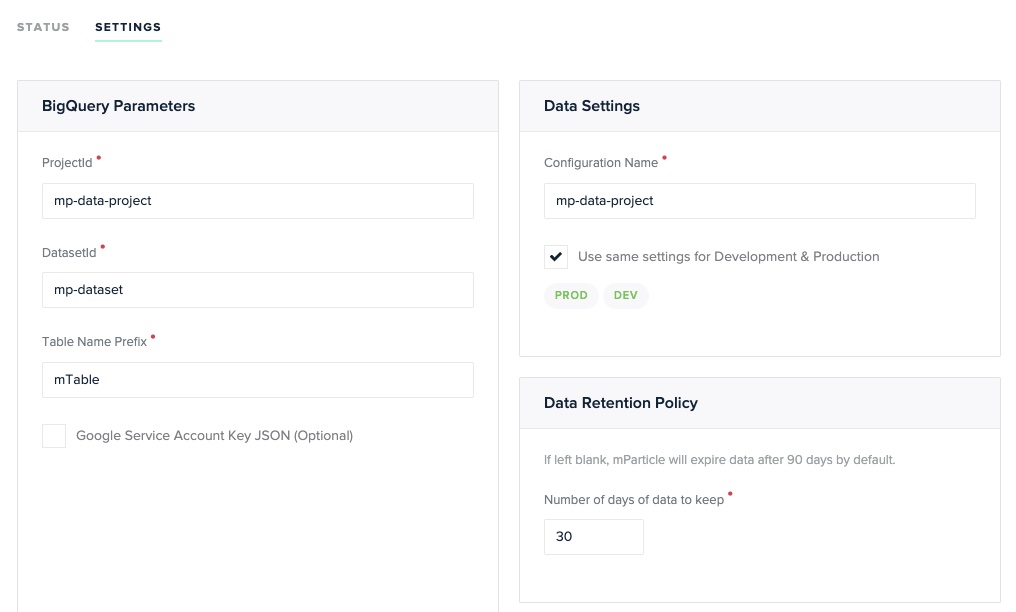 STATUS SETTINGS
BigQuery Parameters
ProjectId
mp-data-project
DatasetId
mp-dataset
Table Name Prefix
mTable
Google Service Account Key JSON (Optional)
Data Settings
Configuration Name
mp-data-project
Use same settings for Development & Production
PROD DEV
Data Retention Policy
If left blank, mParticle will expire data after 90 days by default.
Number of days of data to keep
30